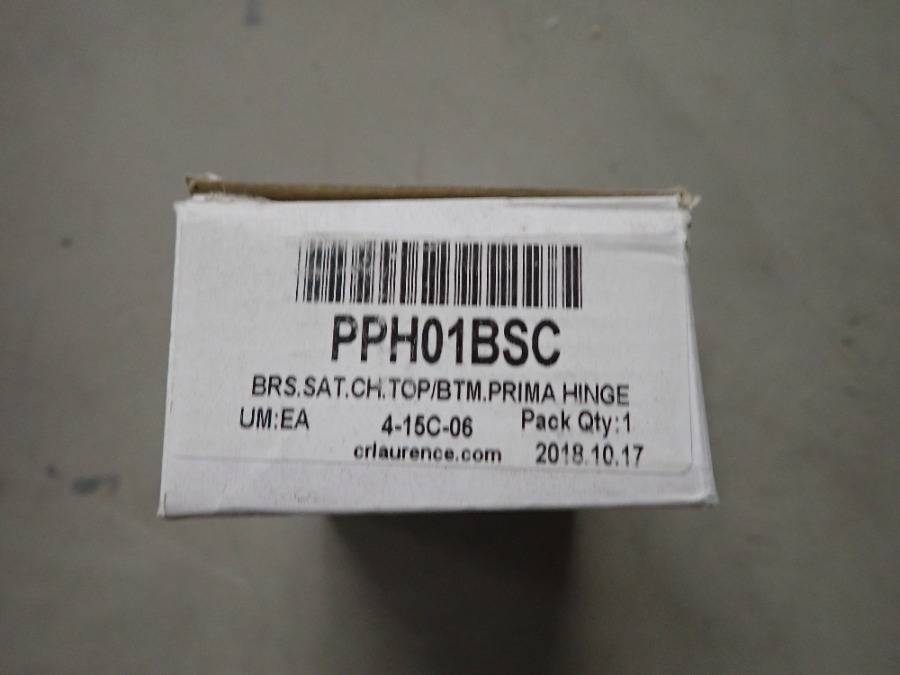 PPH01BSC
BRS.SAT.CH.TOP/BTM.PRIMA HINGE
UM:EA 4-15C-06 Pack Qty:1
crlaurence.com 2018.10.17